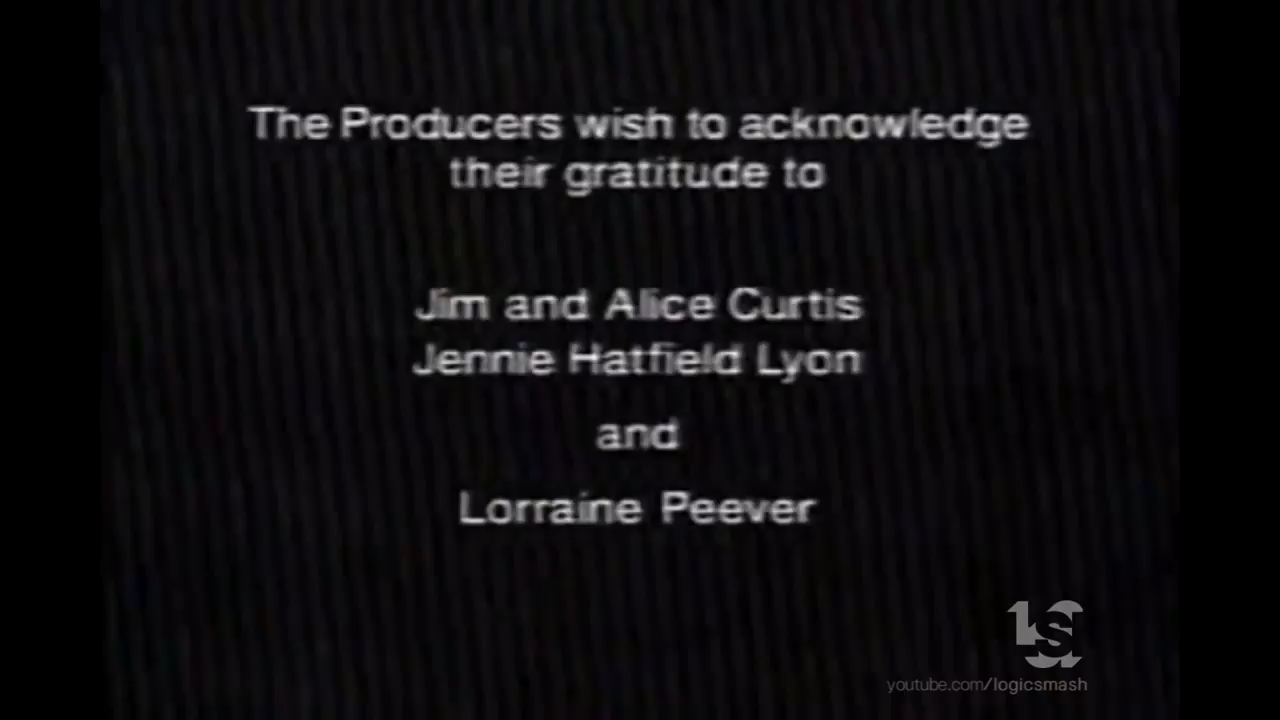 The Producers wish to acknowledge
their gratitude to
Jim and Alice Curtis
Jennie Hatfield Lyon
and
Lorraine Peever
LS
youtube.com/logicsmash